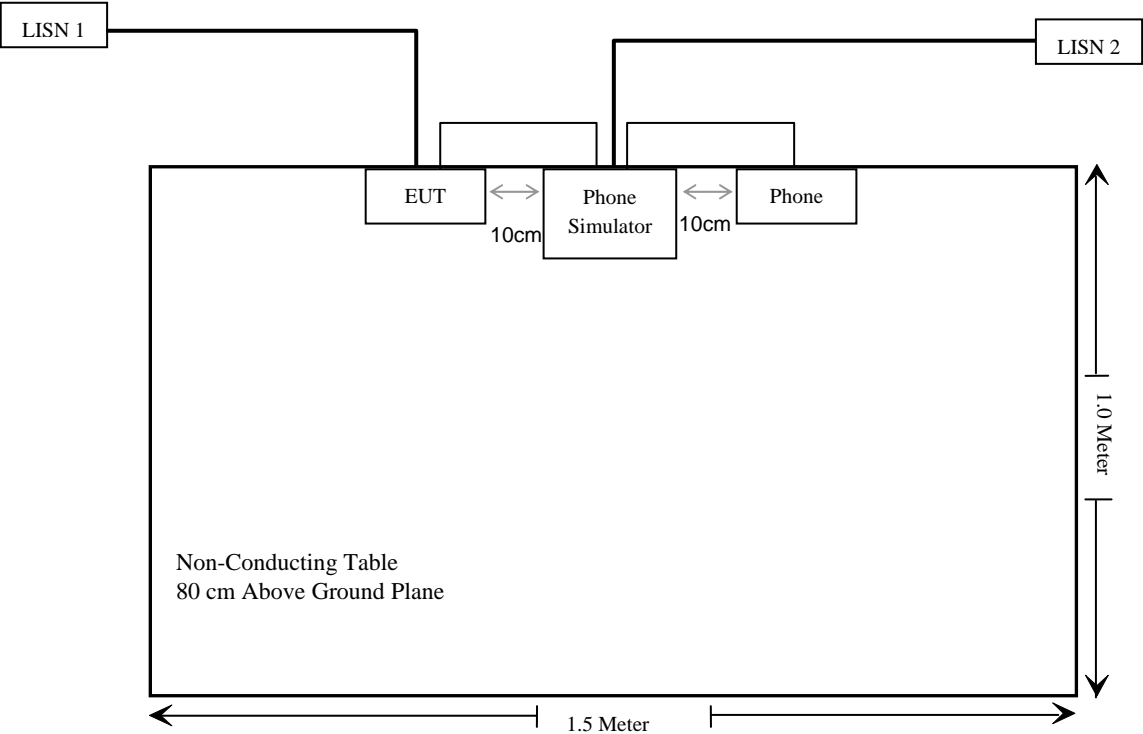 LISN 1
LISN 2
EUT
Phone
Simulator
Phone
10cm
10cm
1.0 Meter
Non-Conducting Table
80 cm Above Ground Plane
1.5 Meter